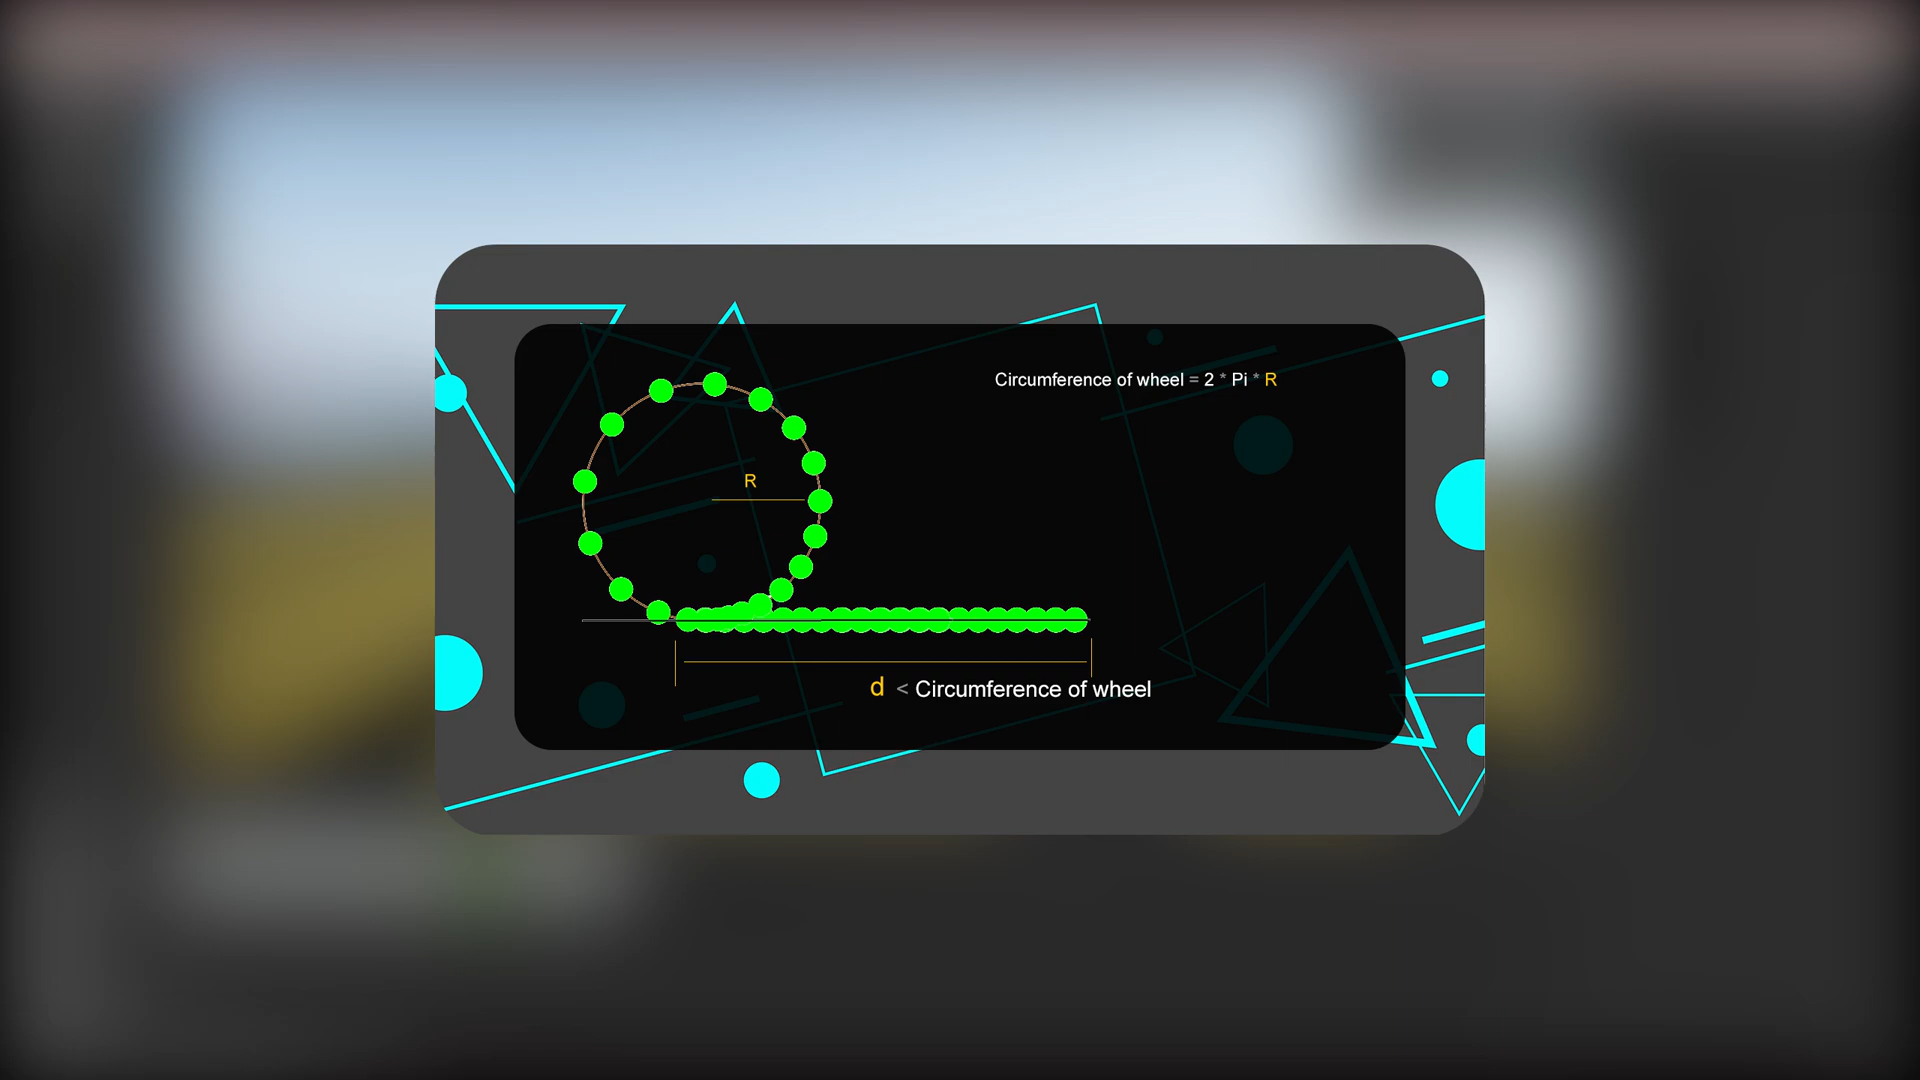 Circumference of wheel = 2 * Pi * R
R
d < Circumference of wheel